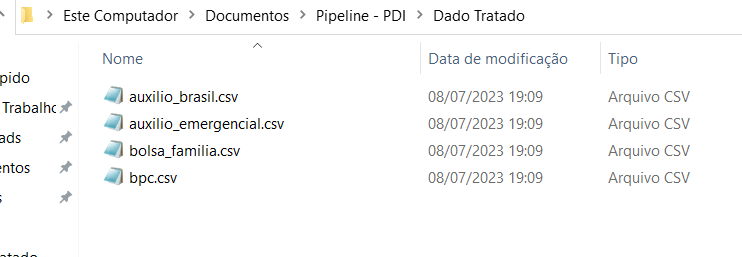 Este Computador > Documentos > Pipeline - PDI > Dado Tratado
Nome Data de modificação Tipo
pido
auxilio_brasil.csv 08/07/2023 19:09 Arquivo CSV
Trabalho
auxilio_emergencial.csv 08/07/2023 19:09 Arquivo CSV
ads
bolsa_familia.csv 08/07/2023 19:09 Arquivo CSV
entos
bpc.csv 08/07/2023 19:09 Arquivo CSV
s